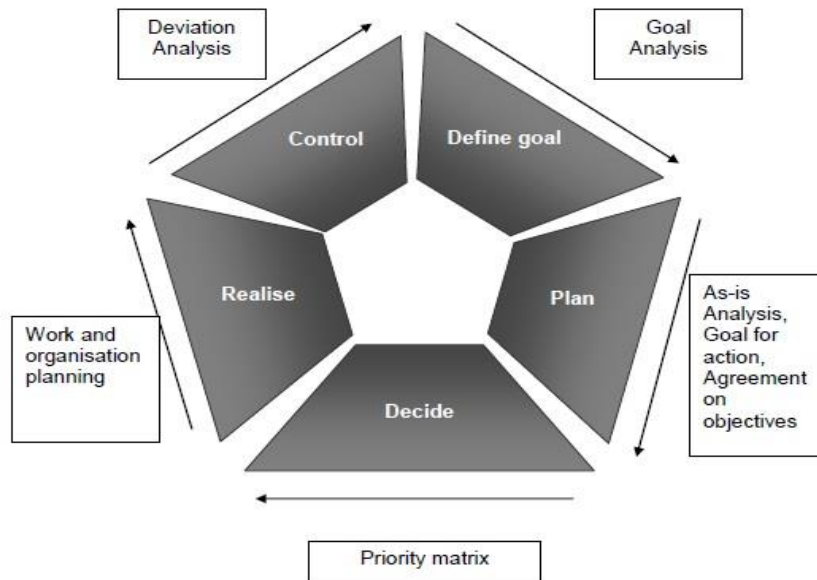 Deviation
Analysis
Goal
Analysis
Control
Define goal
Realise
Plan
Work and
organisation
planning
As-is
Analysis,
Goal for
action,
Agreement
on
objectives
Decide
Priority matrix